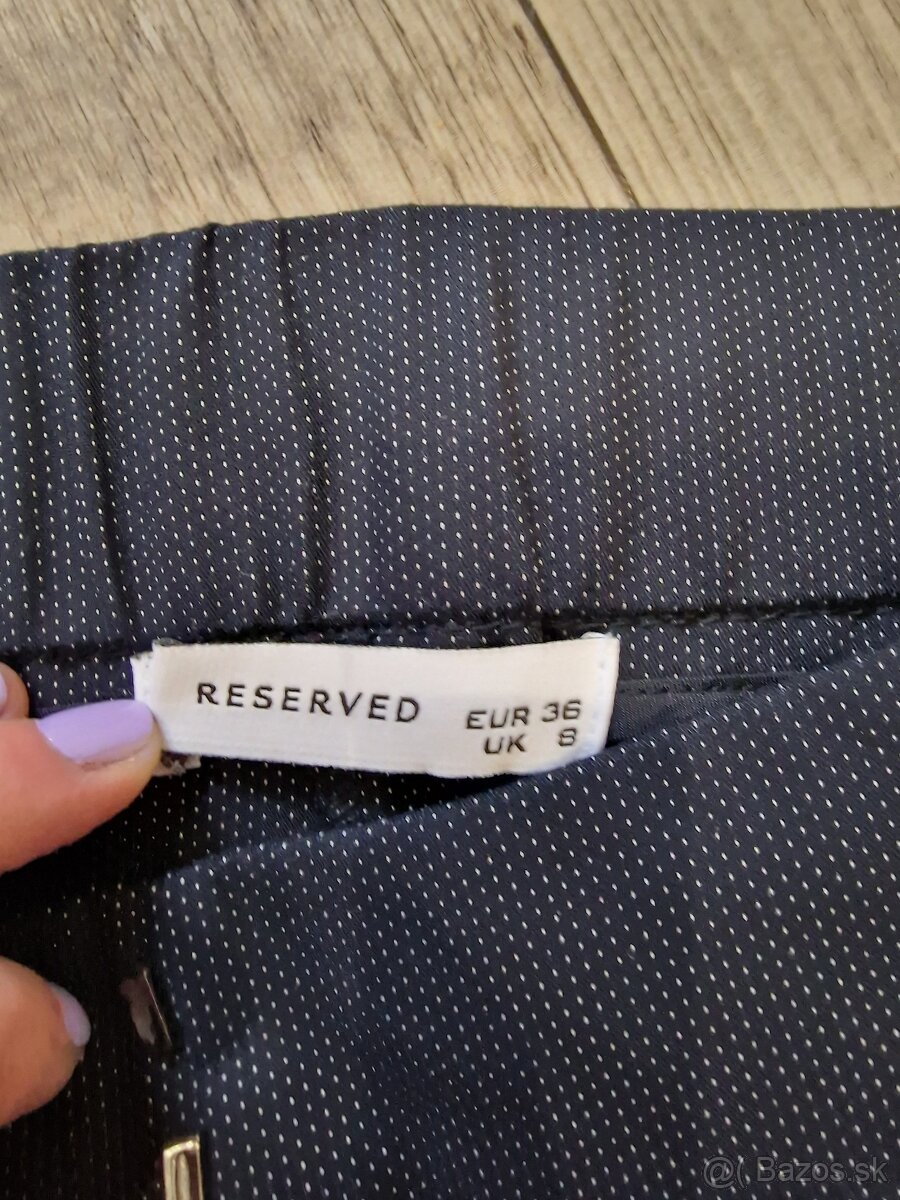 RESERVED
EUR 36
UK 8
@( Bazos.sk